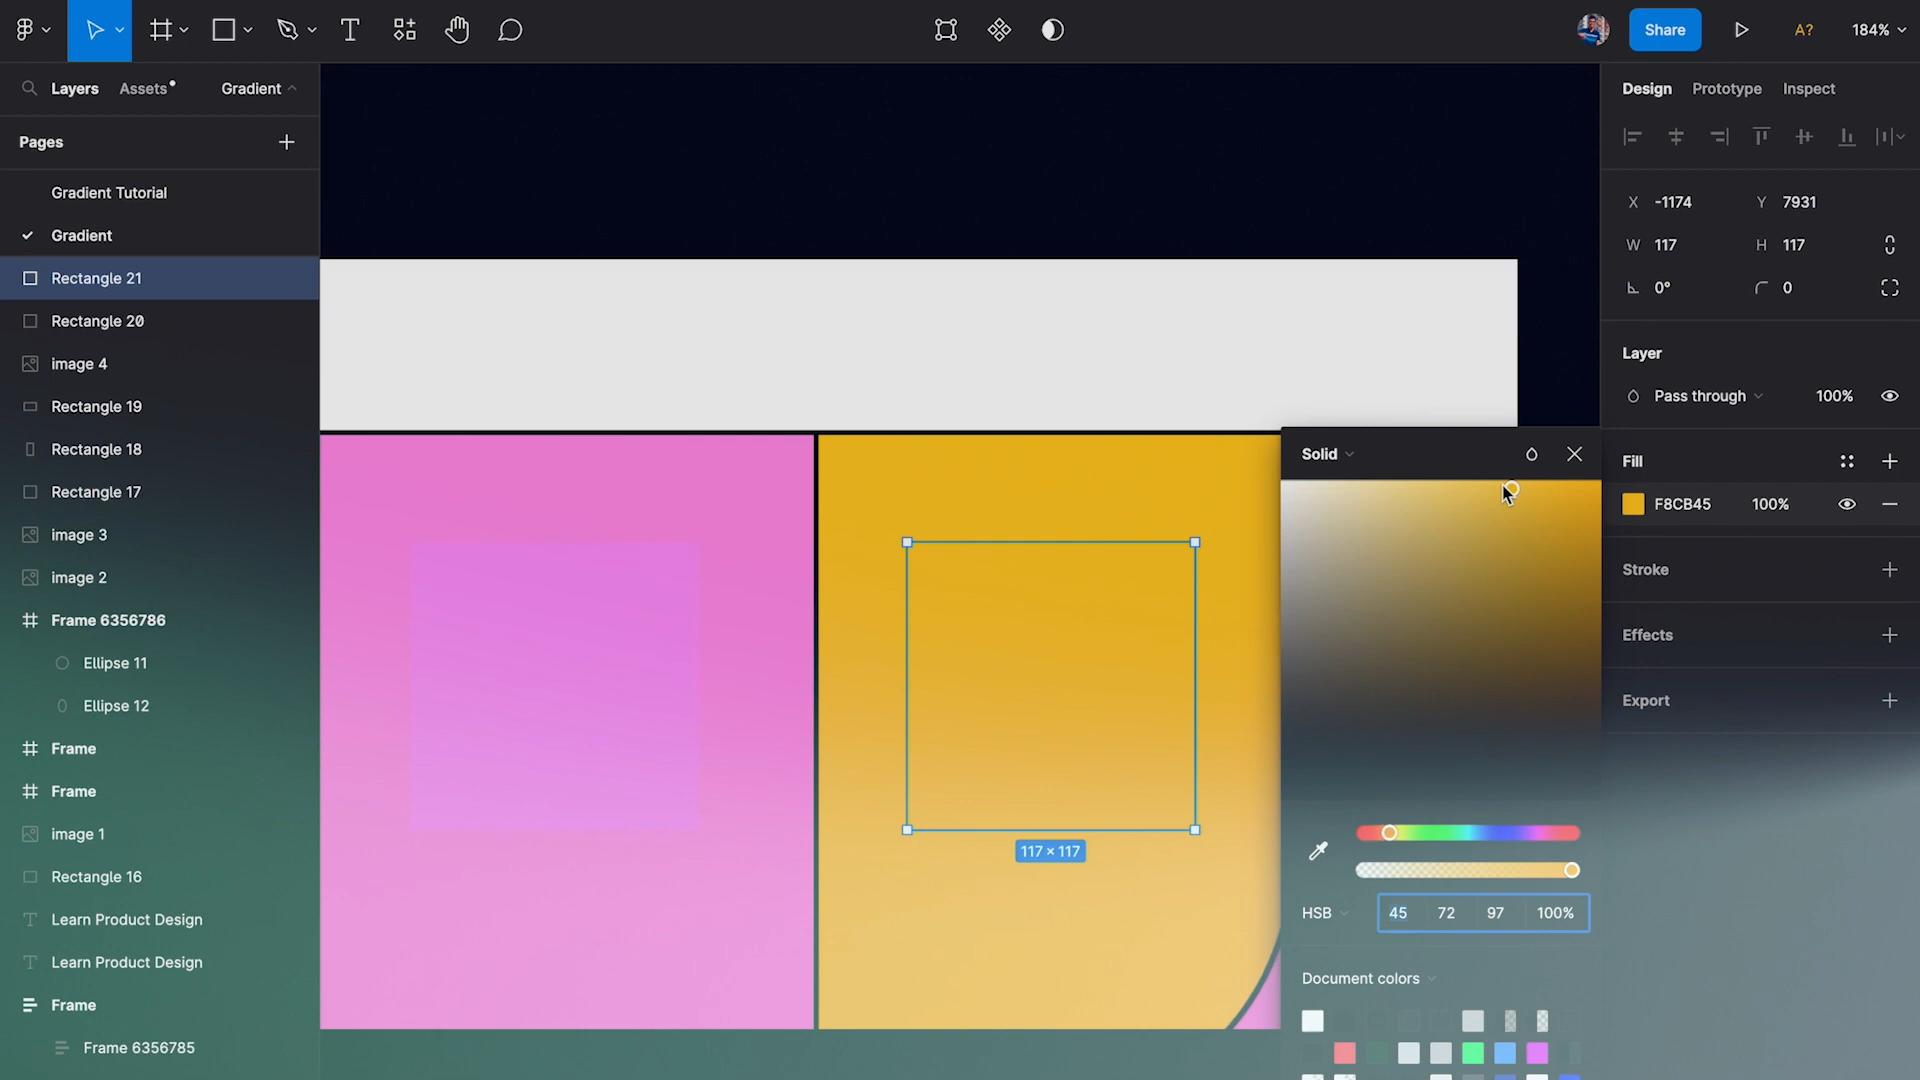 Share
A?
184%
Layers
Assets
Gradient
Design
Prototype
Inspect
Pages
Gradient Tutorial
Gradient
Rectangle 21
Rectangle 20
image 4
Rectangle 19
Rectangle 18
Rectangle 17
image 3
image 2
Frame 6356786
Ellipse 11
Ellipse 12
Frame
Frame
image 1
Rectangle 16
Learn Product Design
Learn Product Design
Frame
Frame 6356785
117 × 117
Solid
HSB
45
72
97
100%
Document colors
X
-1174
Y
7931
W
117
H
117
0°
0
Layer
Pass through
100%
Fill
F8CB45
100%
Stroke
Effects
Export